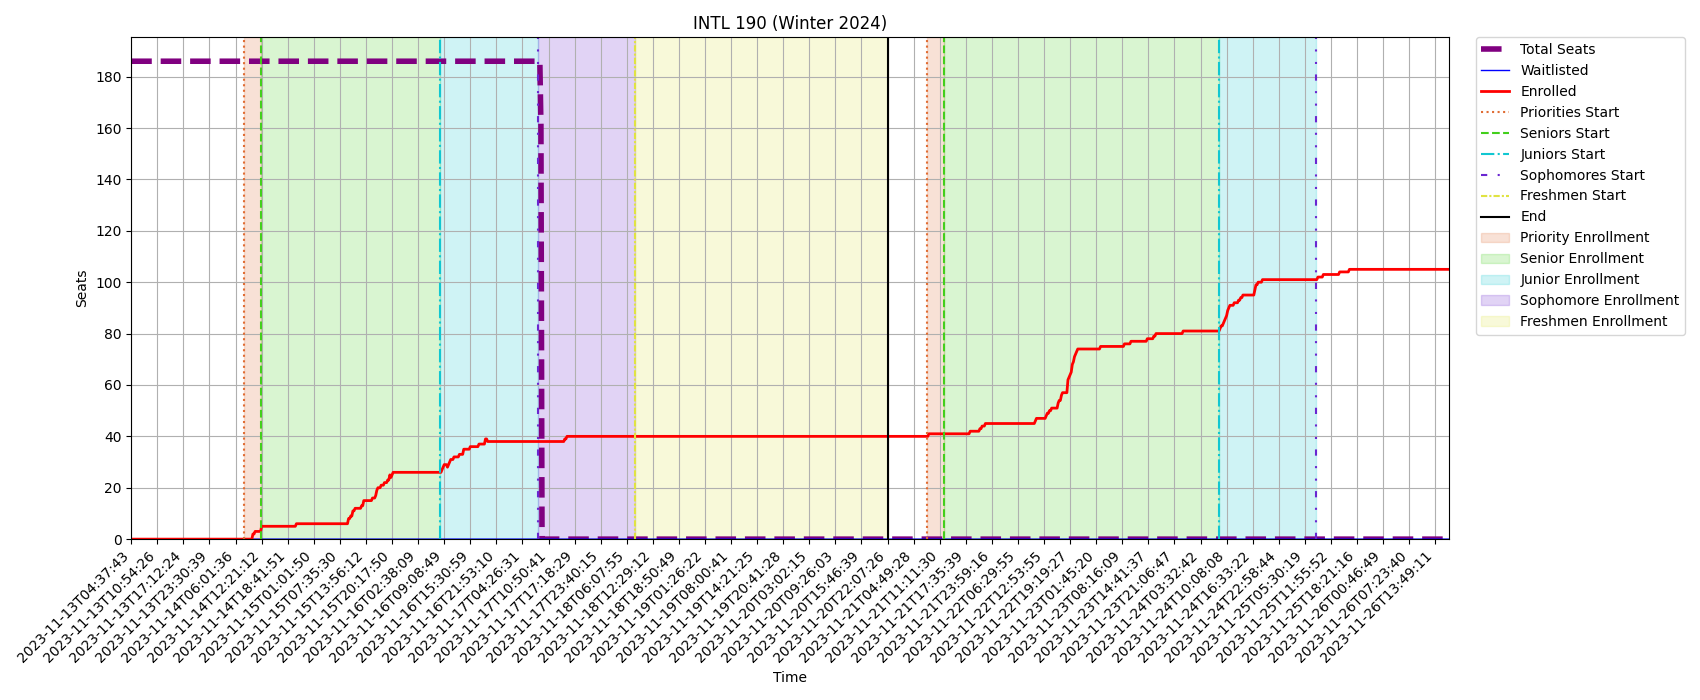 INTL 190 (Winter 2024)
Seats
180
160
140
120
100
80
60
40
20
0
2023-11-13T04:37:43
2023-11-13T10:54:26
2023-11-13T17:12:24
2023-11-13T23:30:39
2023-11-14T06:01:36
2023-11-14T12:21:12
2023-11-14T18:41:51
2023-11-15T01:01:50
2023-11-15T07:35:30
2023-11-15T13:56:12
2023-11-15T20:17:50
2023-11-16T02:38:09
2023-11-16T09:08:49
2023-11-16T15:30:59
2023-11-16T21:53:10
2023-11-17T04:26:31
2023-11-17T10:50:41
2023-11-17T17:18:29
2023-11-17T23:40:15
2023-11-18T06:07:55
2023-11-18T12:29:12
2023-11-18T18:50:49
2023-11-19T01:26:22
2023-11-19T08:00:41
2023-11-19T14:21:25
2023-11-19T20:41:28
2023-11-20T03:02:15
2023-11-20T09:26:03
2023-11-20T15:46:39
2023-11-20T22:07:26
2023-11-21T04:49:28
2023-11-21T11:11:30
2023-11-21T17:35:39
2023-11-21T23:59:16
2023-11-22T06:29:55
2023-11-22T12:53:55
2023-11-22T19:19:27
2023-11-23T01:45:20
2023-11-23T08:16:09
2023-11-23T14:41:37
2023-11-23T21:06:47
2023-11-24T03:32:42
2023-11-24T10:08:08
2023-11-24T16:33:22
2023-11-24T22:58:44
2023-11-25T05:30:19
2023-11-25T11:55:52
2023-11-25T18:21:16
2023-11-26T00:46:49
2023-11-26T07:23:40
2023-11-26T13:49:11
Time
Total Seats
Waitlisted
Enrolled
Priorities Start
Seniors Start
Juniors Start
Sophomores Start
Freshmen Start
End
Priority Enrollment
Senior Enrollment
Junior Enrollment
Sophomore Enrollment
Freshmen Enrollment